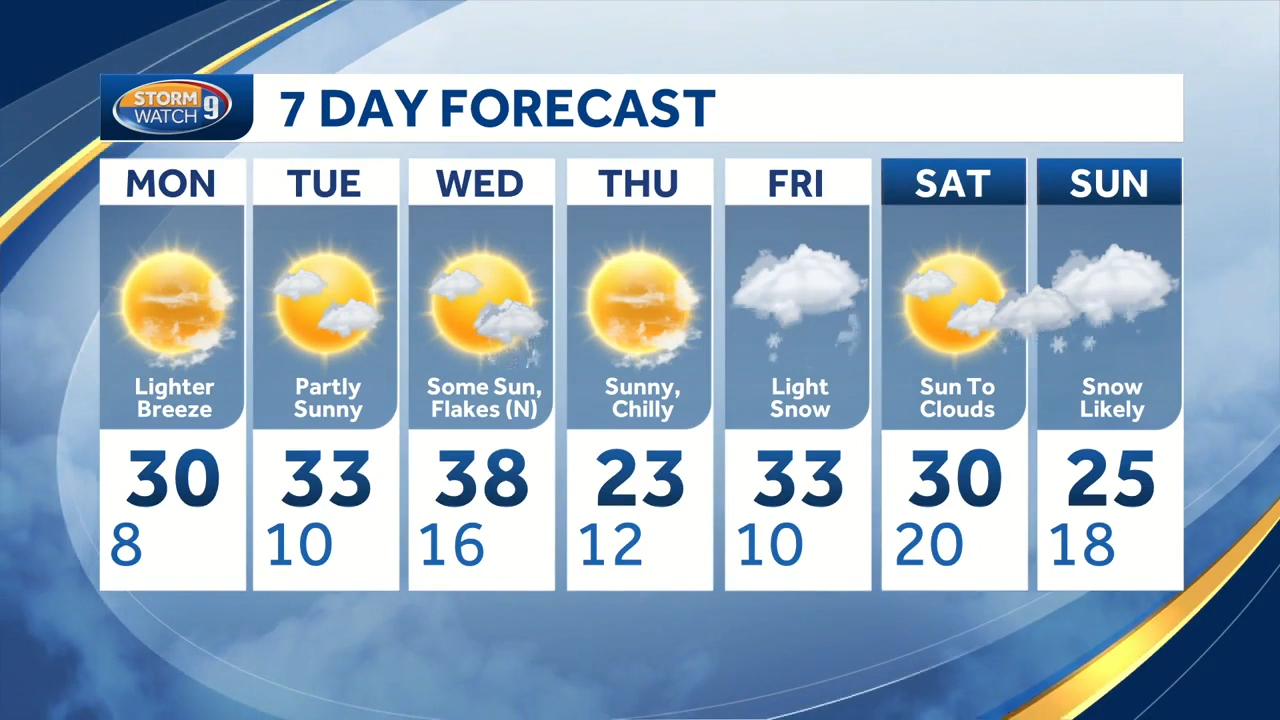 STORM
WATCH 9
7 DAY FORECAST
MON TUE WED THU FRI SAT SUN
Lighter
Breeze
Partly
Sunny
Some Sun,
Flakes (N)
Sunny,
Chilly
Light
Snow
Sun To
Clouds
Snow
Likely
30 33 38 23 33 30 25
8 10 16 12 10 20 18